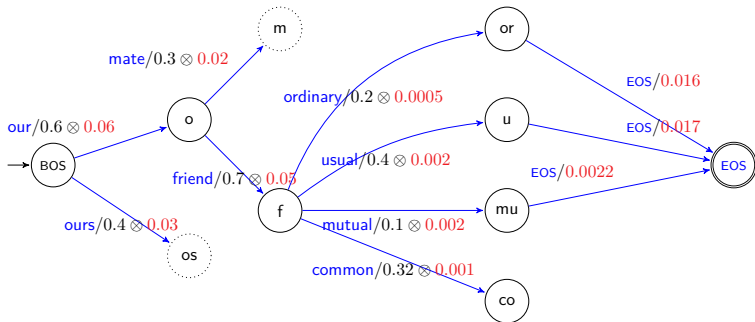 m
or
mate/0.3 ⊗ 0.02
ordinary/0.2 ⊗ 0.0005
EOS/0.016
our/0.6 ⊗ 0.06
o
u
EOS/0.017
BOS
usual/0.4 ⊗ 0.002
EOS
friend/0.7 ⊗ 0.05
EOS/0.0022
f
mu
ours/0.4 ⊗ 0.03
mutual/0.1 ⊗ 0.002
os
common/0.32 ⊗ 0.001
co